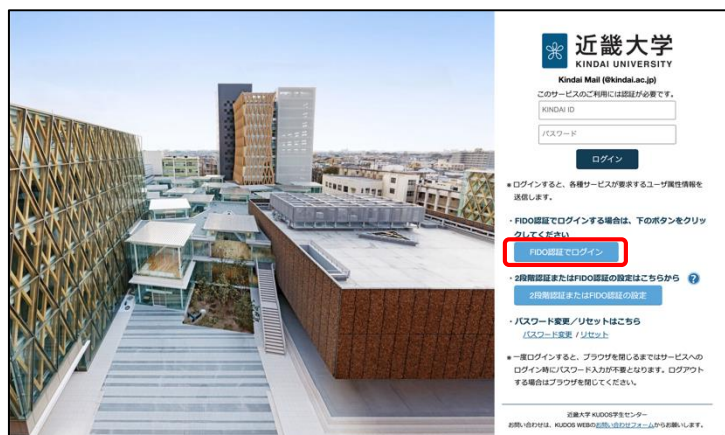 近畿大学
KINDAI UNIVERSITY
Kindai Mail (@kindai.ac.jp)
このサービスのご利用には認証が必要です。
KINDAI ID
パスワード
ログイン
■ ログインすると、各種サービスが要求するユーザ属性情報を
送信します。
・FIDO認証でログインする場合は、下のボタンをクリッ
クしてください
FIDO認証でログイン
・2段階認証またはFIDO認証の設定はこちらから ?
2段階認証またはFIDO認証の設定
・パスワード変更／リセットはこちら
パスワード変更 / リセット
■ 一度ログインすると、ブラウザを閉じるまではサービスへの
ログイン時にパスワード入力が不要となります。ログアウト
する場合はブラウザを閉じてください。
近畿大学 KUDOS学生センター
お問い合わせは、KUDOS WEBのお問い合わせフォームからお願いします。